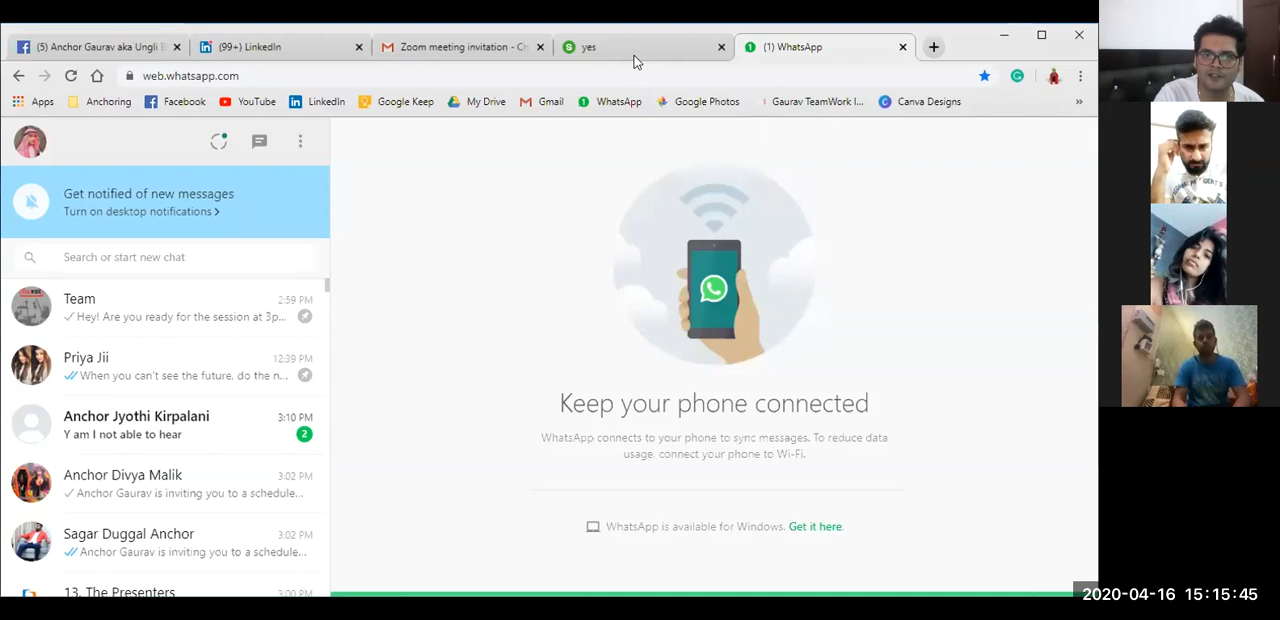 (5) Anchor Gaurav aka Ungli
(99+) LinkedIn
Zoom meeting invitation - C
yes
(1) WhatsApp
web.whatsapp.com
Apps
Anchoring
Facebook
YouTube
LinkedIn
Google Keep
My Drive
Gmail
WhatsApp
Google Photos
Gaurav TeamWork I...
Canva Designs
Get notified of new messages
Turn on desktop notifications >
Search or start new chat
Team
2:59 PM
Hey! Are you ready for the session at 3p...
Priya Jii
12:39 PM
When you can't see the future, do the n...
Anchor Jyothi Kirpalani
3:10 PM
Y am I not able to hear
2
Anchor Divya Malik
3:02 PM
Anchor Gaurav is inviting you to a schedule...
Sagar Duggal Anchor
3:02 PM
Anchor Gaurav is inviting you to a schedule...
13. The Presenters
3:00 PM
Keep your phone connected
WhatsApp connects to your phone to sync messages. To reduce data
usage, connect your phone to Wi-Fi.
WhatsApp is available for Windows. Get it here.
2020-04-16 15:15:45